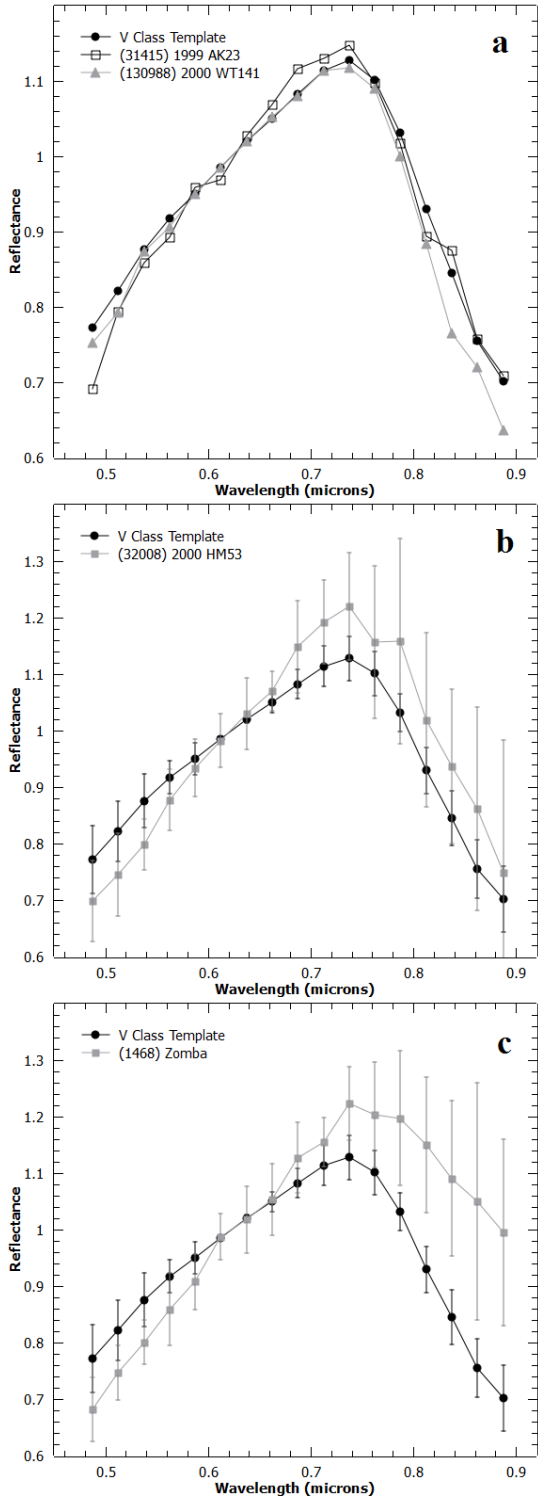 a
V Class Template
(31415) 1999 AK23
(130988) 2000 WT141
1.1
1
0.9
0.8
0.7
0.6
Reflectance
0.5 0.6 0.7 0.8 0.9
Wavelength (microns)
b
V Class Template
(32008) 2000 HM53
1.3
1.2
1.1
1
0.9
0.8
0.7
0.6
Reflectance
0.5 0.6 0.7 0.8 0.9
Wavelength (microns)
c
V Class Template
(1468) Zomba
1.3
1.2
1.1
1
0.9
0.8
0.7
0.6
Reflectance
0.5 0.6 0.7 0.8 0.9
Wavelength (microns)